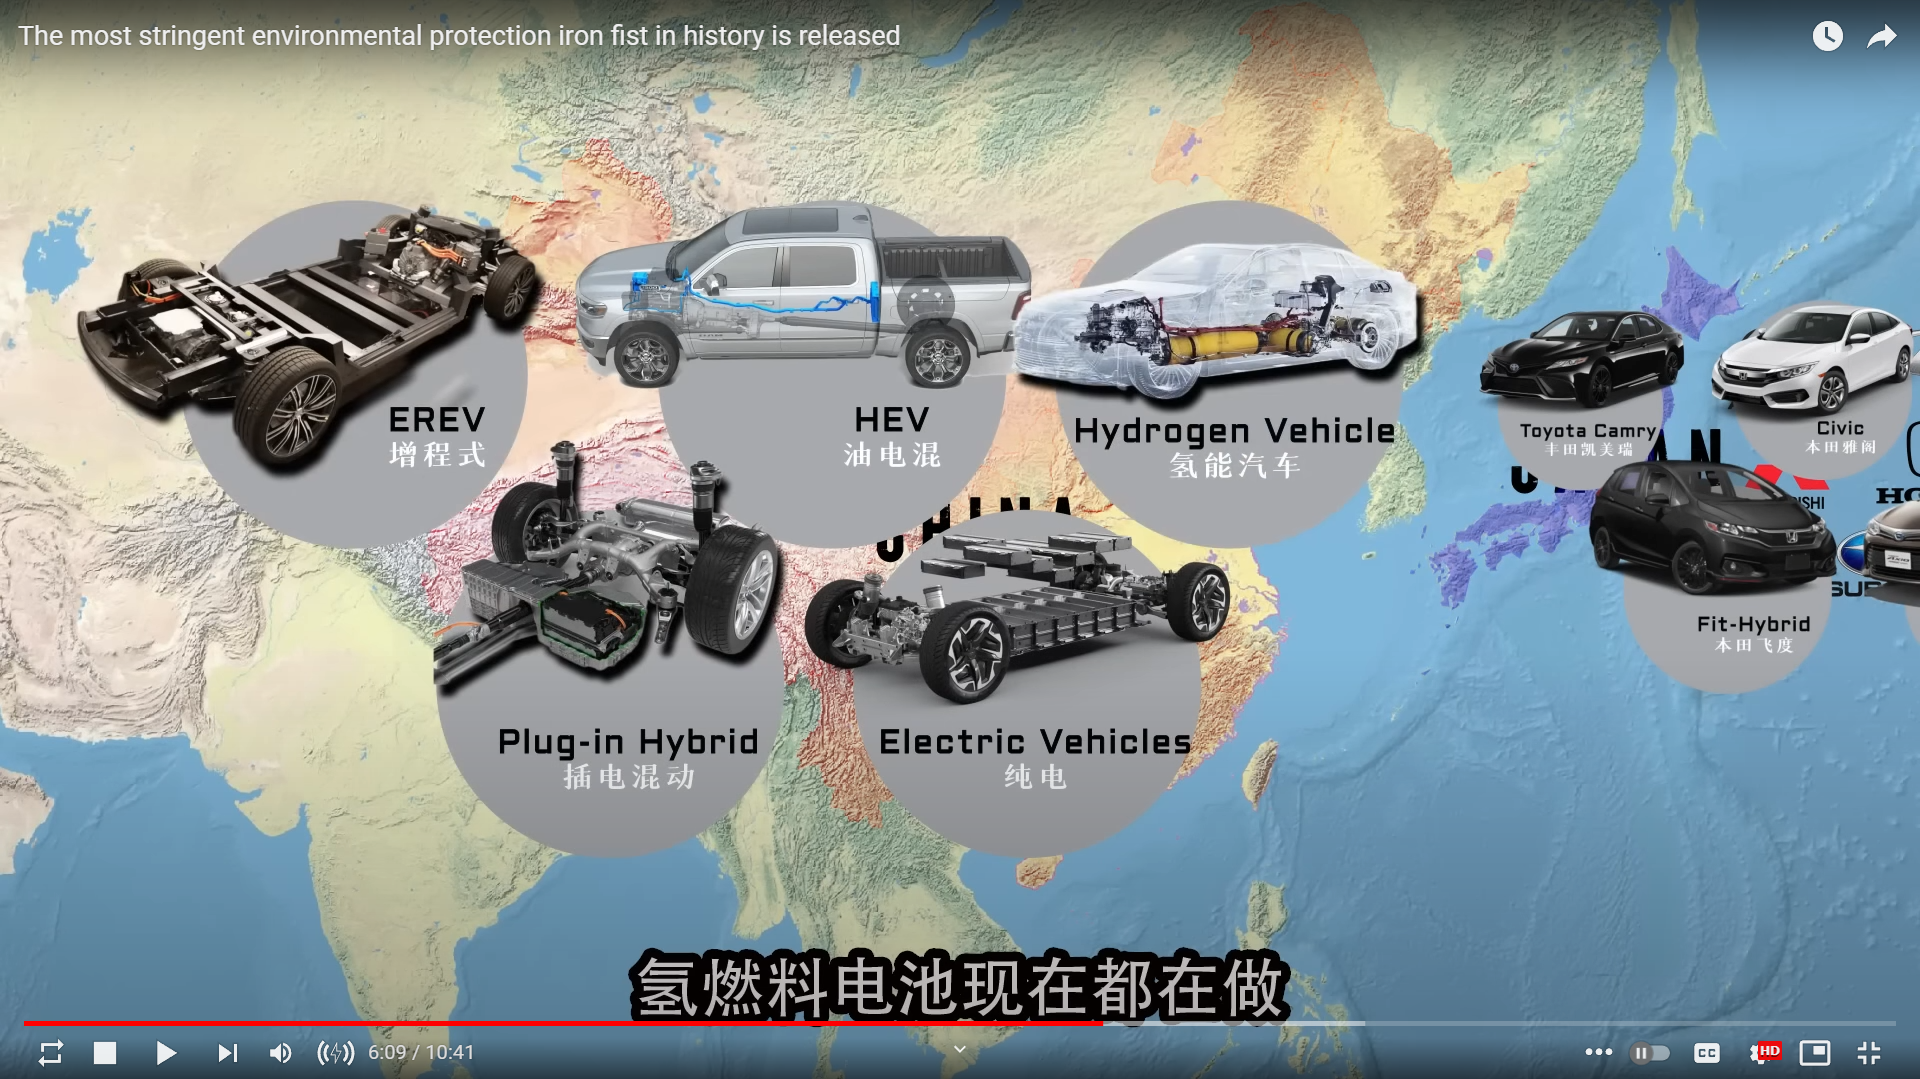 The most stringent environmental protection iron fist in history is released
EREV
增程式
HEV
油电混
Hydrogen Vehicle
氢能汽车
Toyota Camry
丰田凯美瑞
Civic
本田雅阁
CHINA
Fit-Hybrid
本田飞度
Plug-in Hybrid
插电混动
Electric Vehicles
纯电
氢燃料电池现在都在做
6:09 / 10:41
CC
HD